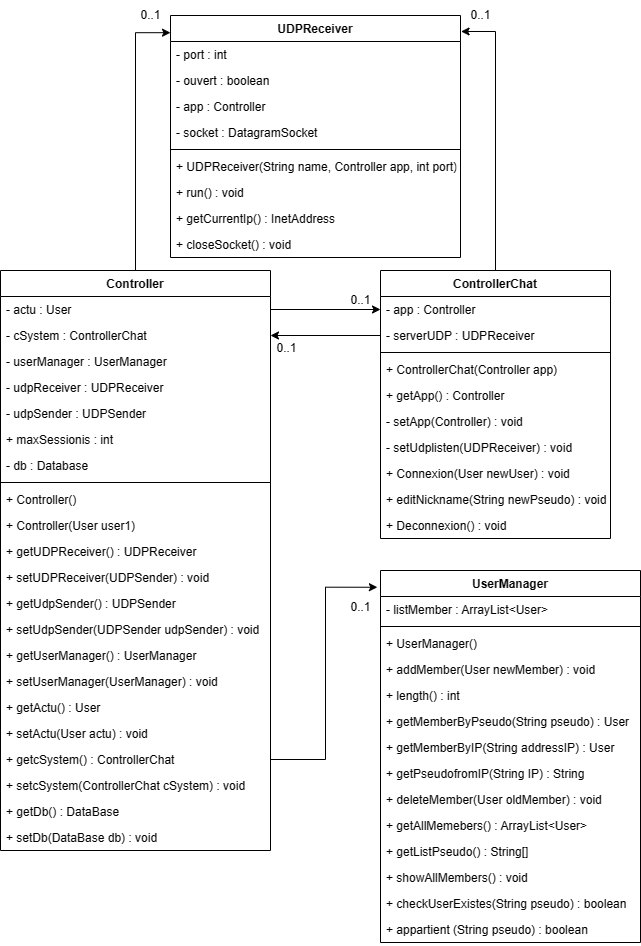 0..1
0..1
UDPReceiver
- port : int
- ouvert : boolean
- app : Controller
- socket : DatagramSocket
+ UDPReceiver(String name, Controller app, int port)
+ run() : void
+ getCurrentIp() : InetAddress
+ closeSocket() : void
Controller
- actu : User
- cSystem : ControllerChat
- userManager : UserManager
- udpReceiver : UDPReceiver
- udpSender : UDPSender
+ maxSessionis : int
- db : Database
+ Controller()
+ Controller(User user1)
+ getUDPReceiver() : UDPReceiver
+ setUDPReceiver(UDPSender) : void
+ getUdpSender() : UDPSender
+ setUdpSender(UDPSender udpSender) : void
+ getUserManager() : UserManager
+ setUserManager(UserManager) : void
+ getActu() : User
+ setActu(User actu) : void
+ getcSystem() : ControllerChat
+ setcSystem(ControllerChat cSystem) : void
+ getDb() : DataBase
+ setDb(DataBase db) : void
0..1
0..1
ControllerChat
- app : Controller
- serverUDP : UDPReceiver
+ ControllerChat(Controller app)
+ getApp() : Controller
- setApp(Controller) : void
- setUdplisten(UDPReceiver) : void
+ Connexion(User newUser) : void
+ editNickname(String newPseudo) : void
+ Deconnexion() : void
0..1
UserManager
- listMember : ArrayList<User>
+ UserManager()
+ addMember(User newMember) : void
+ length() : int
+ getMemberByPseudo(String pseudo) : User
+ getMemberByIP(String addressIP) : User
+ getPseudofromIP(String IP) : String
+ deleteMember(User oldMember) : void
+ getAllMemebers() : ArrayList<User>
+ getListPseudo() : String[]
+ showAllMembers() : void
+ checkUserExistes(String pseudo) : boolean
+ appartient (String pseudo) : boolean